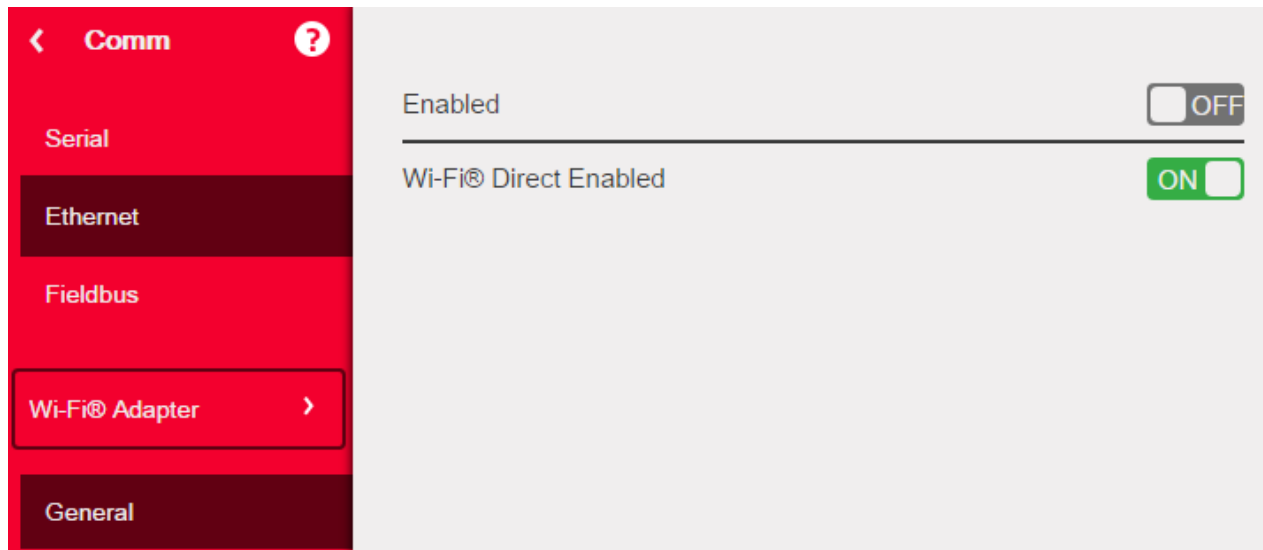 Comm
Serial
Ethernet
Fieldbus
Wi-Fi® Adapter
General
Enabled
OFF
Wi-Fi® Direct Enabled
ON